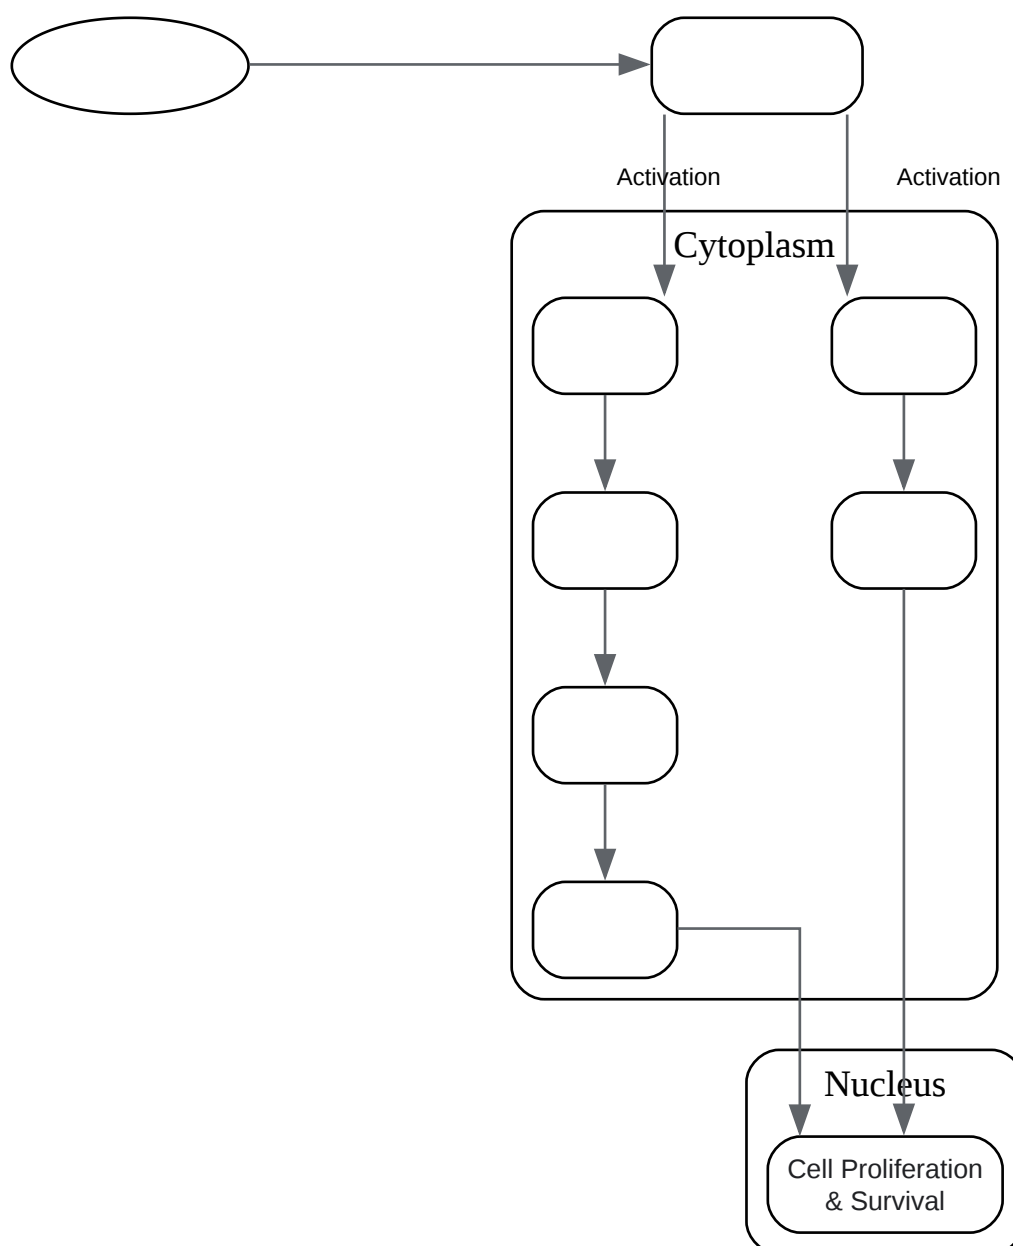 Activation
Activation
Cytoplasm
Nucleus
Cell Proliferation
& Survival